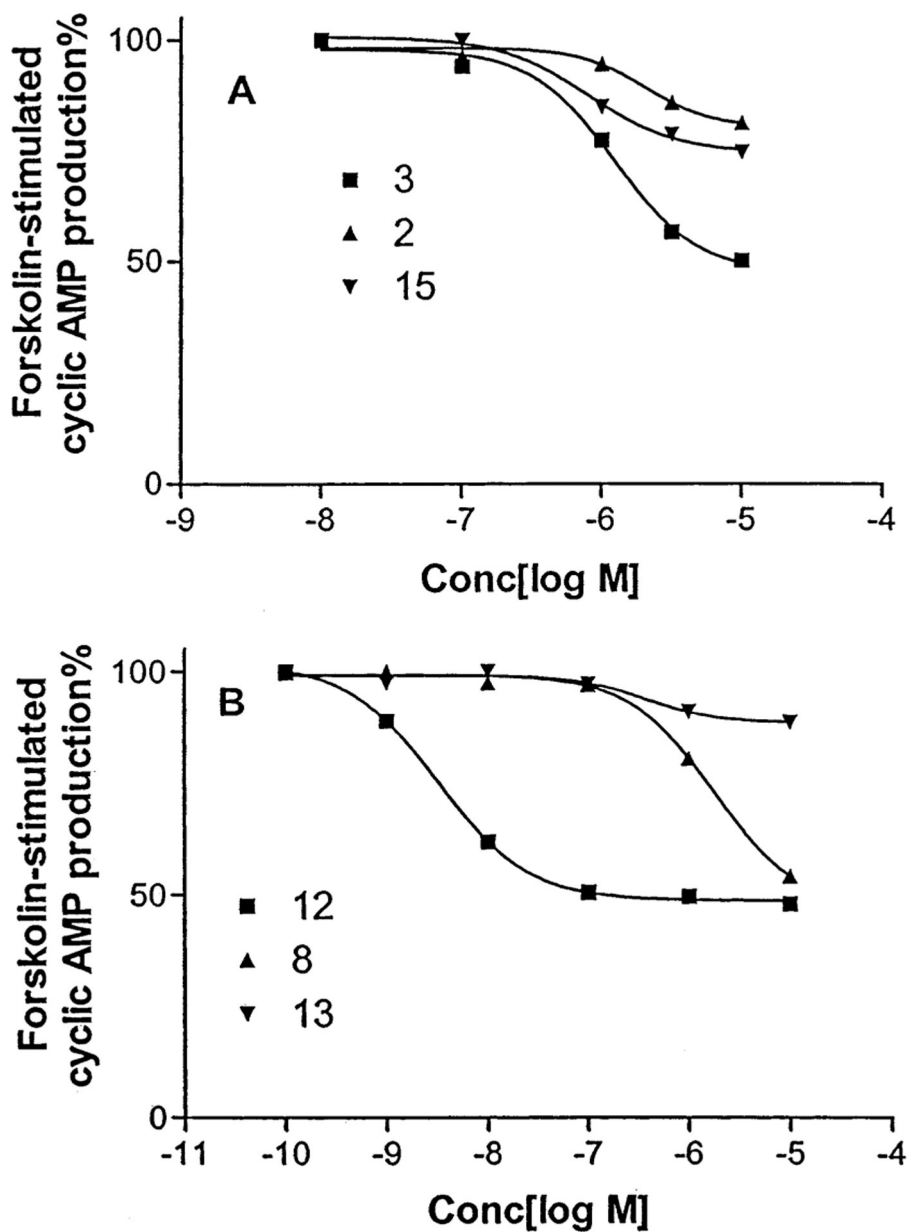 Forskolin-stimulated
cyclic AMP production%
100
50
0
A
3
2
15
-9 -8 -7 -6 -5 -4
Conc[log M]
Forskolin-stimulated
cyclic AMP production%
100
50
0
B
12
8
13
-11 -10 -9 -8 -7 -6 -5 -4
Conc[log M]